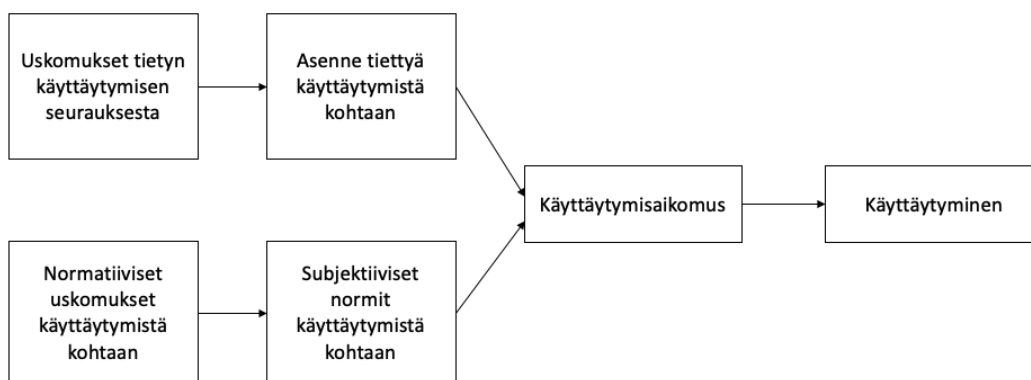 Uskomukset tietyn
käyttäytymisen
seurauksesta
Asenne tiettyä
käyttäytymistä
kohtaan
Käyttäytymisaikomus
Käyttäytyminen
Normatiiviset
uskomukset
käyttäytymistä
kohtaan
Subjektiiviset
normit
käyttäytymistä
kohtaan